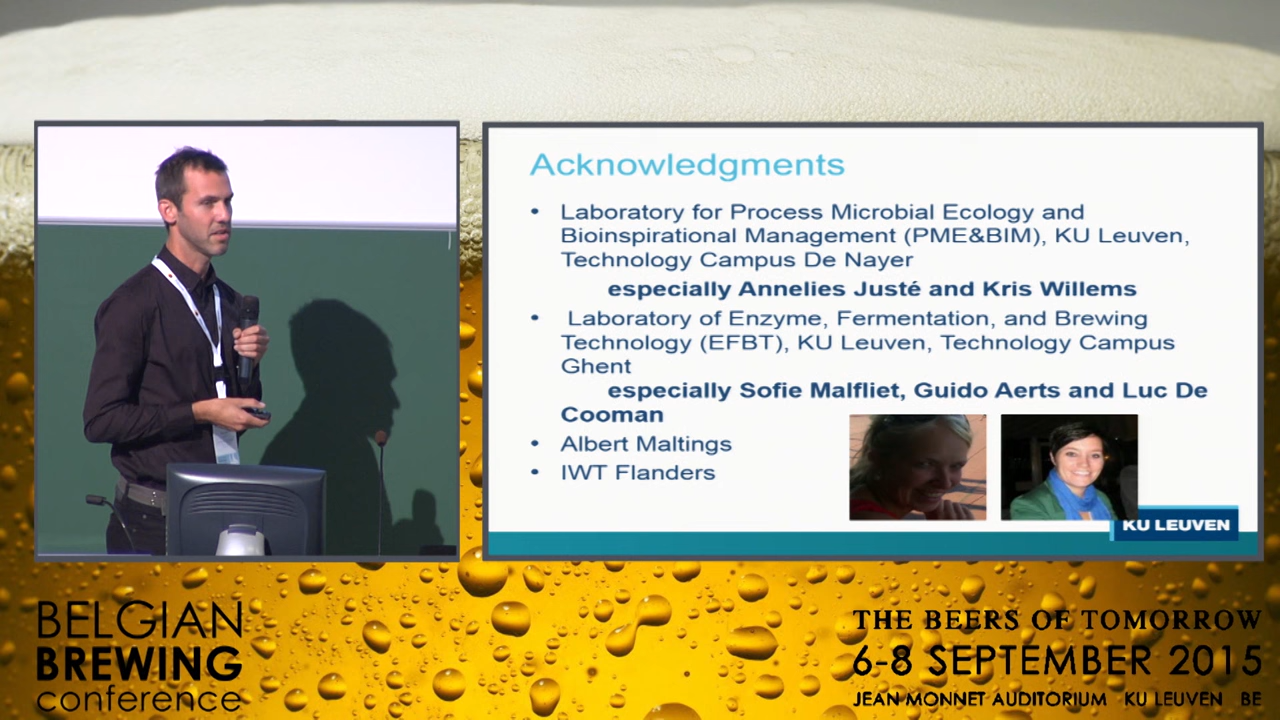 Acknowledgments
• Laboratory for Process Microbial Ecology and
Bioinspirational Management (PME&BIM), KU Leuven,
Technology Campus De Nayer
especially Annelies Justé and Kris Willems
• Laboratory of Enzyme, Fermentation, and Brewing
Technology (EFBT), KU Leuven, Technology Campus
Ghent
especially Sofie Malfliet, Guido Aerts and Luc De
Cooman
• Albert Maltings
• IWT Flanders
KU LEUVEN
BELGIAN
BREWING
conference
THE BEERS OF TOMORROW
6-8 SEPTEMBER 2015
JEAN MONNET AUDITORIUM KU LEUVEN BE